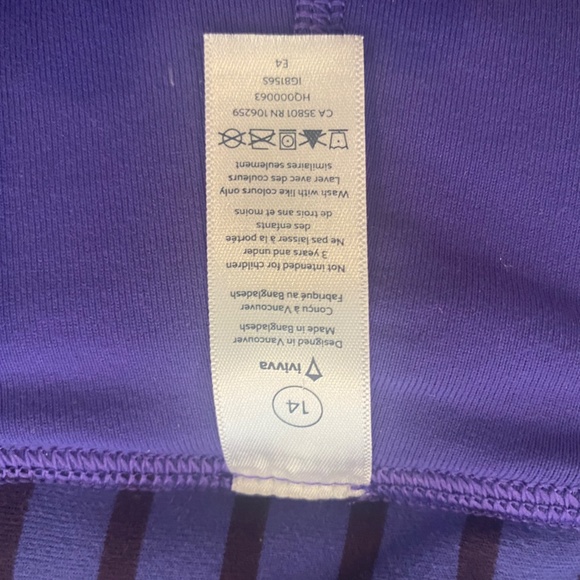 14
ivivva
Designed in Vancouver
Made in Bangladesh
Conçu à Vancouver
Fabriqué au Bangladesh
Not intended for children
3 years and under
Ne pas laisser à la portée
des enfants
de trois ans et moins
Wash with like colours only
Laver avec des couleurs
similaires seulement
CA 35801 RN 106259
HQ000063
IG8156S
E4